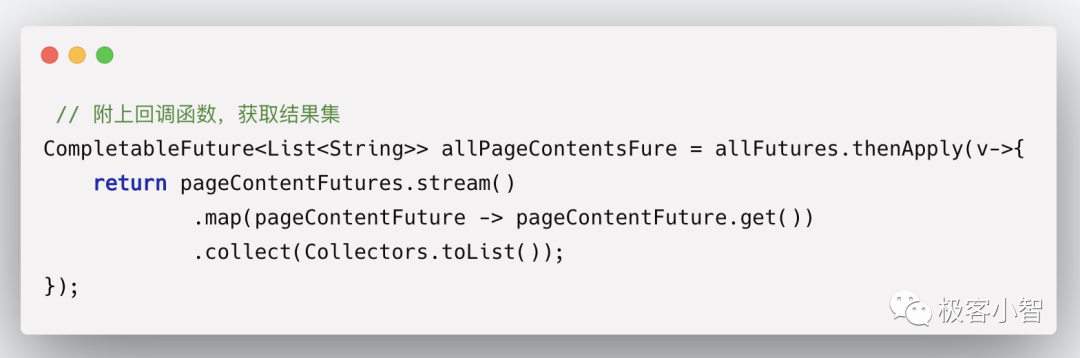 // 附上回调函数，获取结果集
CompletableFuture<List<String>> allPageContentsFure = allFutures.thenApply(v->{
    return pageContentFutures.stream()
            .map(pageContentFuture -> pageContentFuture.get())
            .collect(Collectors.toList());
});
极客小智